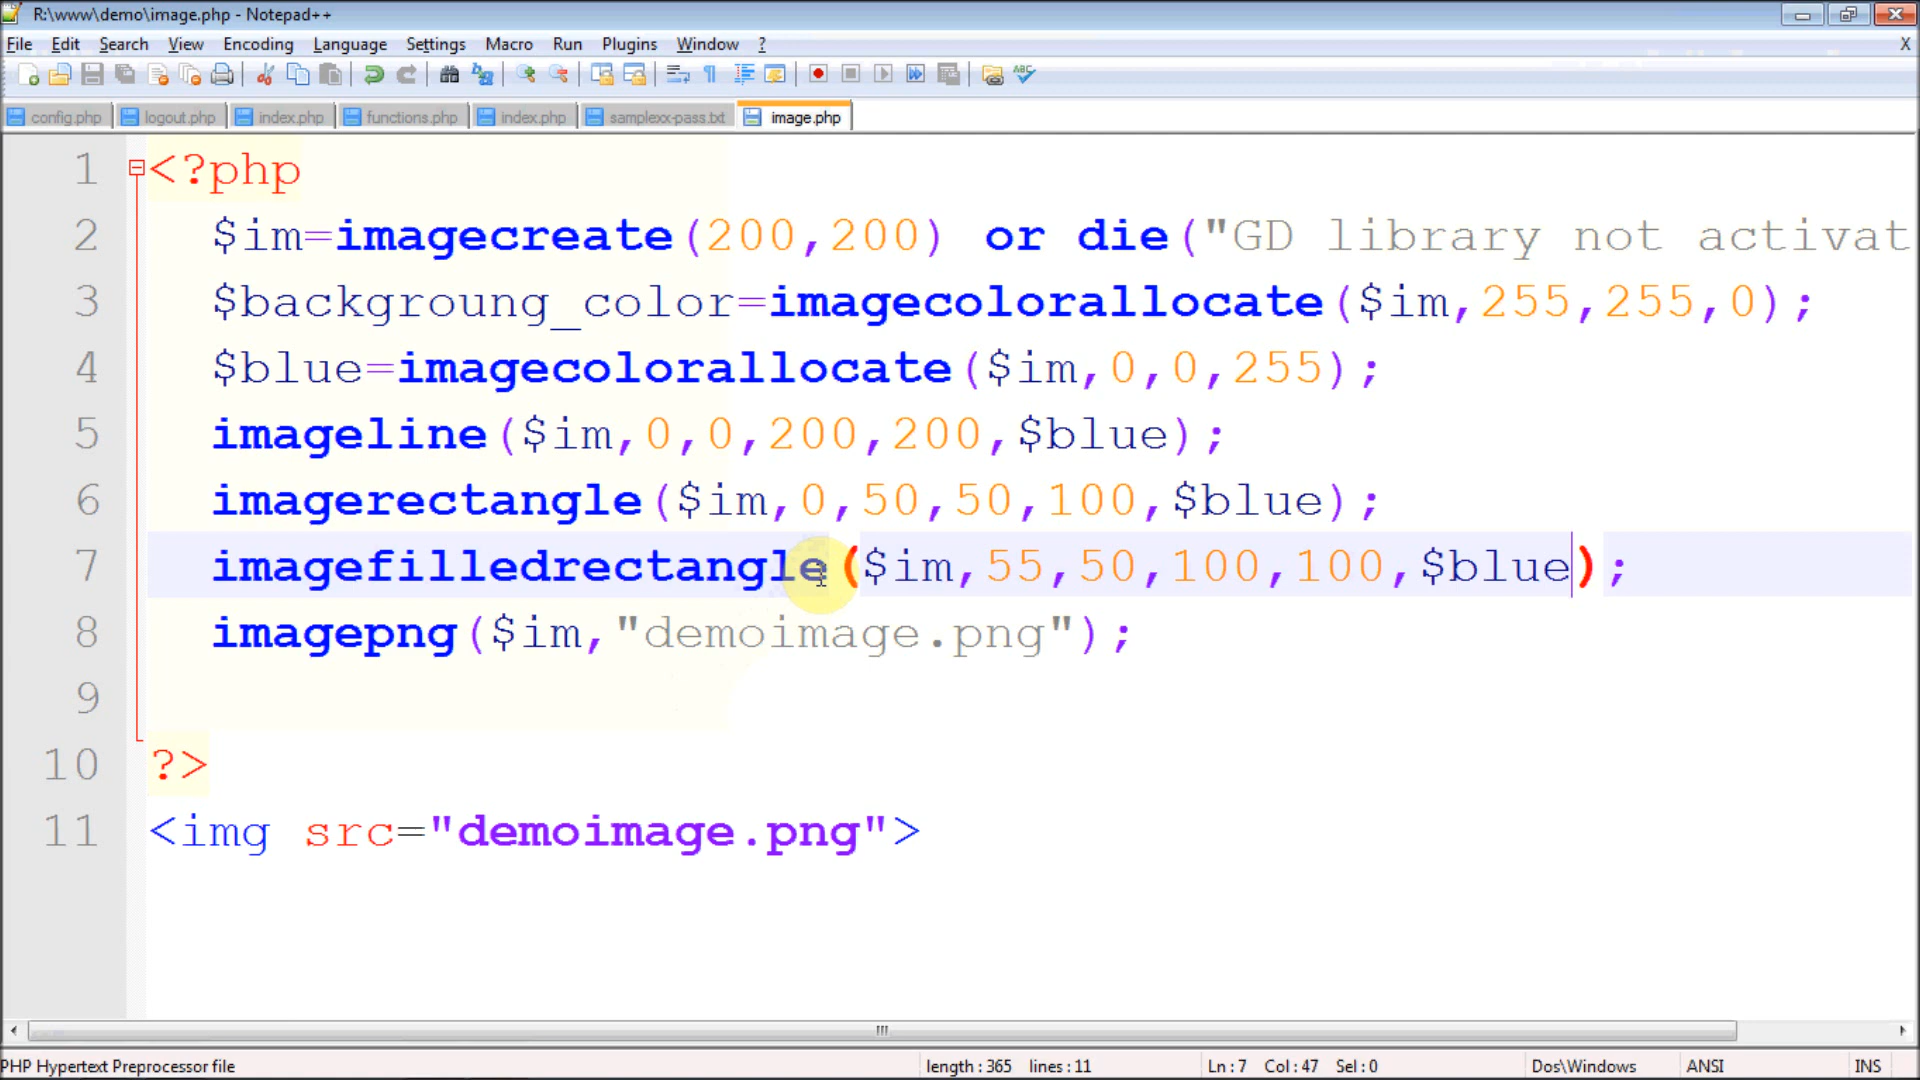 R:\www\demo\image.php - Notepad++
File Edit Search View Encoding Language Settings Macro Run Plugins Window ? X
ABC
config.php logout.php index.php functions.php index.php samplexx-pass.txt image.php
1 <?php
2 $im=imagecreate(200,200) or die("GD library not activat
3 $backgroung_color=imagecolorallocate($im,255,255,0);
4 $blue=imagecolorallocate($im,0,0,255);
5 imageline($im,0,0,200,200,$blue);
6 imagerectangle($im,0,50,50,100,$blue);
7 imagefilledrectangle($im,55,50,100,100,$blue);
8 imagepng($im,"demoimage.png");
9
10 ?>
11 <img src="demoimage.png">
PHP Hypertext Preprocessor file length : 365 lines : 11 Ln : 7 Col : 47 Sel : 0 Dos\Windows ANSI INS